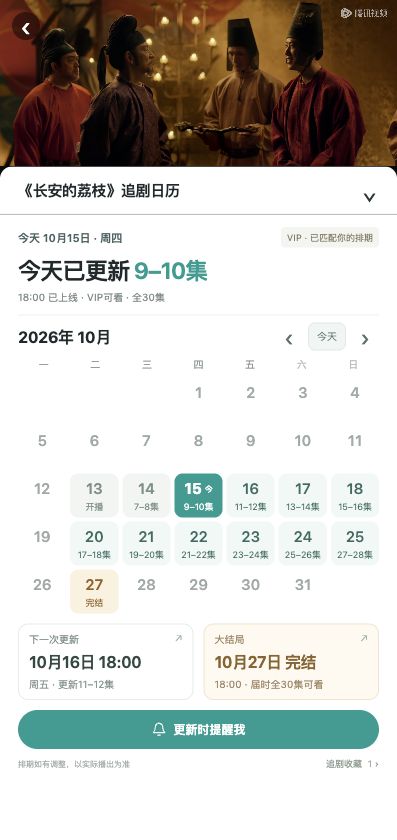 腾讯视频
《长安的荔枝》追剧日历
今天 10月15日 · 周四
VIP · 已匹配你的排期
今天已更新 9–10集
18:00 已上线 · VIP可看 · 全30集
2026年 10月
今天
一 二 三 四 五 六 日
1 2 3 4
5 6 7 8 9 10 11
12 13 14 15 今 16 17 18
开播 7–8集 9–10集 11–12集 13–14集 15–16集
19 20 21 22 23 24 25
17–18集 19–20集 21–22集 23–24集 25–26集 27–28集
26 27 28 29 30 31
完结
下一次更新
10月16日 18:00
周五 · 更新11–12集
大结局
10月27日 完结
18:00 · 届时全30集可看
更新时提醒我
排期如有调整，以实际播出为准
追剧收藏 1